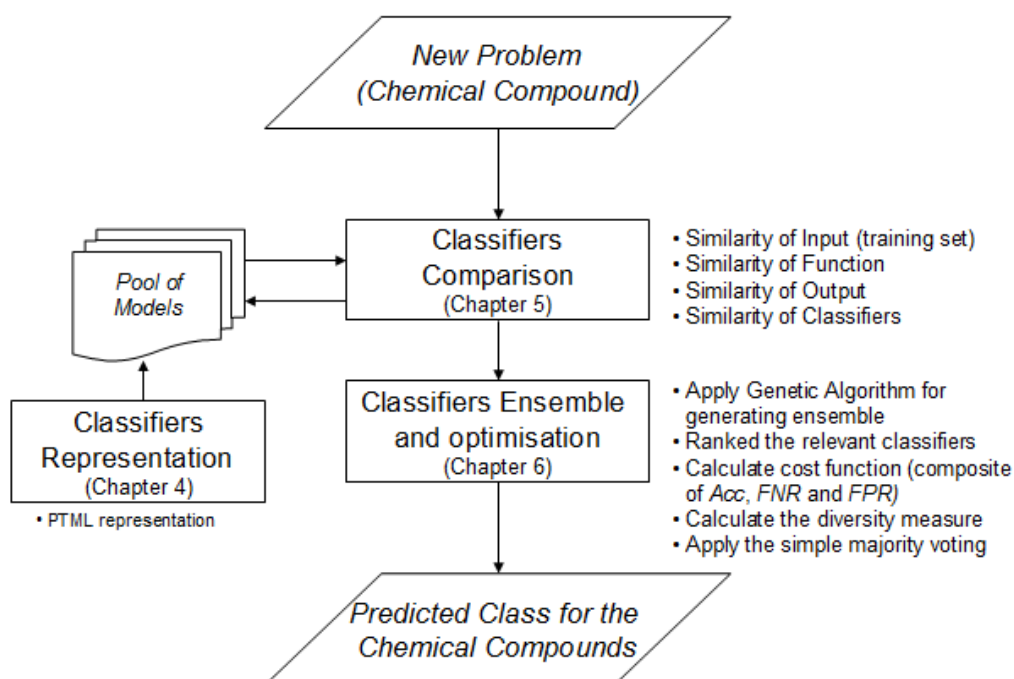 New Problem
(Chemical Compound)
Classifiers
Comparison
(Chapter 5)
• Similarity of Input (training set)
• Similarity of Function
• Similarity of Output
• Similarity of Classifiers
Pool of
Models
Classifiers
Representation
(Chapter 4)
• PTML representation
Classifiers Ensemble
and optimisation
(Chapter 6)
• Apply Genetic Algorithm for
generating ensemble
• Ranked the relevant classifiers
• Calculate cost function (composite
of Acc, FNR and FPR)
• Calculate the diversity measure
• Apply the simple majority voting
Predicted Class for the
Chemical Compounds